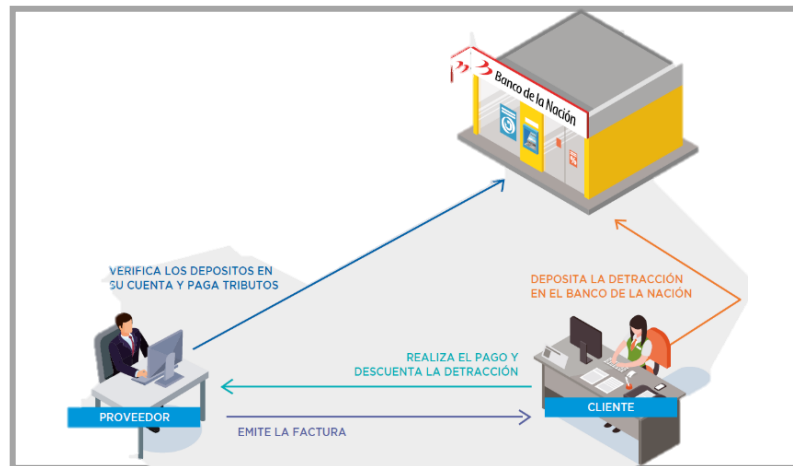 Banco de la Nación
VERIFICA LOS DEPOSITOS EN
SU CUENTA Y PAGA TRIBUTOS
DEPOSITA LA DETRACCIÓN
EN EL BANCO DE LA NACIÓN
REALIZA EL PAGO Y
DESCUENTA LA DETRACCIÓN
PROVEEDOR
CLIENTE
EMITE LA FACTURA